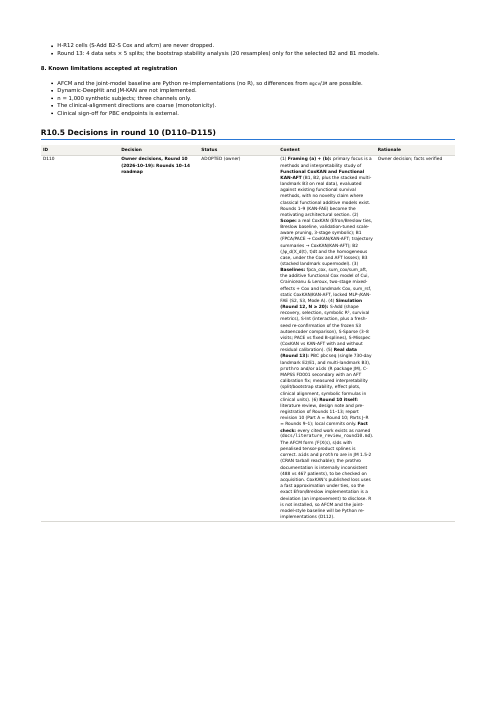 • H-R12 cells (S-Add B2-S Cox and afcm) are never dropped.
• Round 13: 4 data sets × 5 splits; the bootstrap stability analysis (20 resamples) only for the selected B2 and B1 models.
8. Known limitations accepted at registration
• AFCM and the joint-model baseline are Python re-implementations (no R), so differences from mgcv/JM are possible.
• Dynamic-DeepHit and JM-KAN are not implemented.
• n = 1,000 synthetic subjects; three channels only.
• The clinical-alignment directions are coarse (monotonicity).
• Clinical sign-off for PBC endpoints is external.
R10.5 Decisions in round 10 (D110–D115)
ID Decision Status Content Rationale
D110 Owner decisions, Round 10 ADOPTED (owner) (1) Framing (a) + (b): primary focus is a Owner decision; facts verified
(2026-10-19): Rounds 10–14 methods and interpretability study of
roadmap Functional CoxKAN and Functional
KAN-AFT (B1, B2, plus the stacked multi-
landmark B3 on real data), evaluated
against existing functional survival
methods, with no novelty claim where
classical functional additive models exist.
Rounds 1–9 (KAN-FAE) become the
motivating architectural section. (2)
Scope: a real CoxKAN (Efron/Breslow ties,
Breslow baseline, validation-tuned scale-
aware pruning, 3-stage symbolic); B1
(FPCA/PACE → CoxKAN/KAN-AFT; trajectory
summaries → CoxKAN/KAN-AFT); B2
and the homogeneous
case, under the Cox and AFT losses); B3
(stacked landmark supermodel). (3)
Baselines: fpca_cox, sum_cox/sum_aft,
the additive functional Cox model of Cui,
Crainiceanu & Leroux, two-stage mixed-
effects + Cox and landmark Cox, sum_rsf,
static CoxKAN/KAN-AFT, locked MLP-/KAN-
FAE (S2, S3, Mode A). (4) Simulation
(Round 12, N ≥ 20): S-Add (shape
recovery, selection, symbolic R², survival
metrics), S-Int (interaction, plus a fresh-
seed re-confirmation of the frozen S3
autoencoder comparison), S-Sparse (3–8
visits; PACE vs fixed B-splines), S-Misspec
(CoxKAN vs KAN-AFT with and without
residual calibration). (5) Real data
(Round 13): PBC pbcseq (single 730-day
landmark E2/E1, and multi-landmark B3),
prothro and/or aids (R package JM), C-
MAPSS FD001 secondary with an AFT
calibration fix; measured interpretability
(split/bootstrap stability, effect plots,
clinical alignment, symbolic formulas in
clinical units). (6) Round 10 itself:
literature review, design note and pre-
registration of Rounds 11–13; report
revision 10 (Part A = Round 10; Parts J–R
= Rounds 9–1); local commits only. Fact
check: every cited work exists as named
(docs/literature_review_round10.md).
The AFCM form ∫F(X(s), s)ds with
penalised tensor-product splines is
correct. aids and prothro are in JM 1.5-2
(CRAN tarball reachable); the prothro
documentation is internally inconsistent
(488 vs 467 patients), to be checked on
acquisition. CoxKAN's published loss uses
a fast approximation under ties, so the
exact Efron/Breslow implementation is a
deviation (an improvement) to disclose. R
is not installed, so AFCM and the joint-
model-style baseline will be Python re-
implementations (D112).